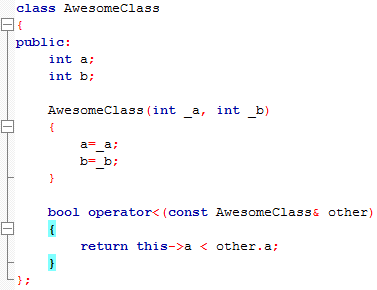 class AwesomeClass
{
public:
    int a;
    int b;

    AwesomeClass(int _a, int _b)
    {
        a=_a;
        b=_b;
    }

    bool operator<(const AwesomeClass& other)
    {
        return this->a < other.a;
    }
};